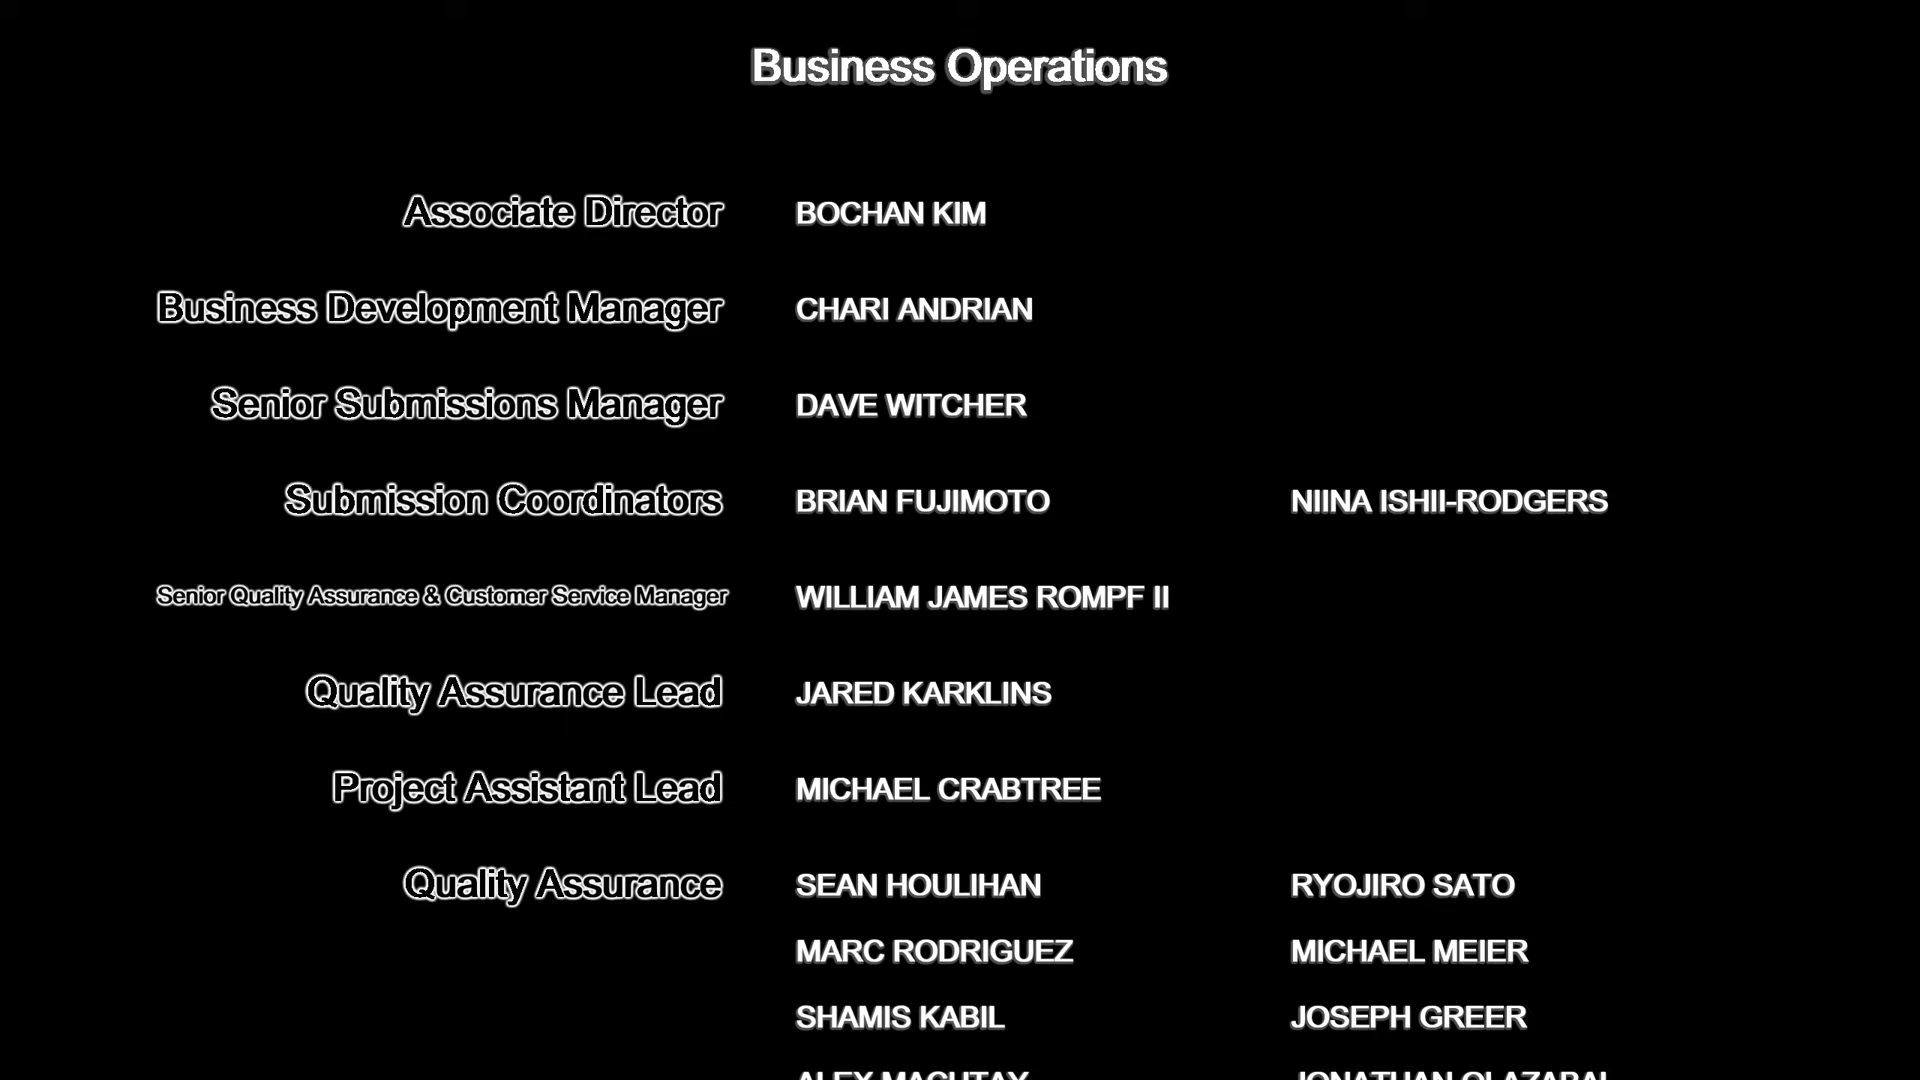 Business Operations
Associate Director BOCHAN KIM
Business Development Manager CHARI ANDRIAN
Senior Submissions Manager DAVE WITCHER
Submission Coordinators BRIAN FUJIMOTO NIINA ISHII-RODGERS
Senior Quality Assurance & Customer Service Manager WILLIAM JAMES ROMPF II
Quality Assurance Lead JARED KARKLINS
Project Assistant Lead MICHAEL CRABTREE
Quality Assurance SEAN HOULIHAN RYOJIRO SATO
MARC RODRIGUEZ MICHAEL MEIER
SHAMIS KABIL JOSEPH GREER
ALEX JONATHAN